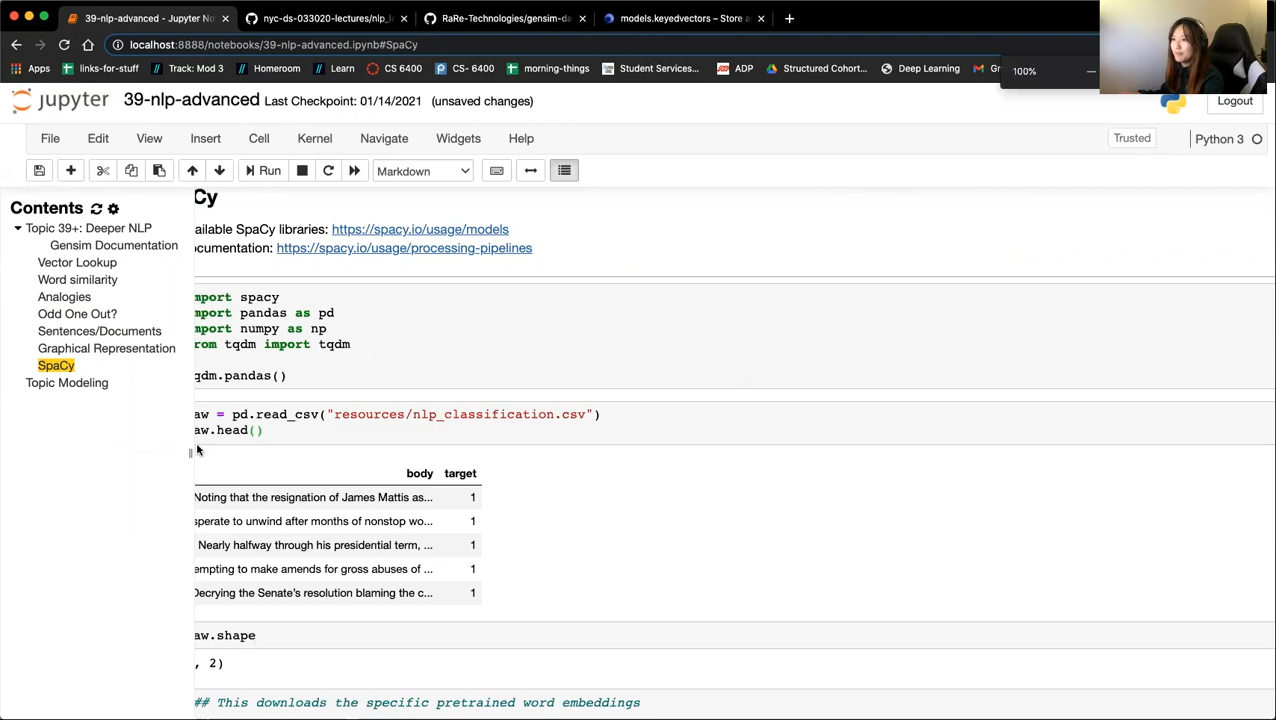 39-nlp-advanced - Jupyter No
nyc-ds-033020-lectures/nlp_l
RaRe-Technologies/gensim-da
models.keyedvectors – Store a
localhost:8888/notebooks/39-nlp-advanced.ipynb#SpaCy
Apps
links-for-stuff
Track: Mod 3
Homeroom
Learn
CS 6400
CS- 6400
morning-things
Student Services...
ADP
Structured Cohort...
Deep Learning
Gr
100%
jupyter 39-nlp-advanced Last Checkpoint: 01/14/2021 (unsaved changes)
Logout
File Edit View Insert Cell Kernel Navigate Widgets Help
Trusted
Python 3
Run
Markdown
Contents
Topic 39+: Deeper NLP
Gensim Documentation
Vector Lookup
Word similarity
Analogies
Odd One Out?
Sentences/Documents
Graphical Representation
SpaCy
Topic Modeling
Cy
ailable SpaCy libraries: https://spacy.io/usage/models
ocumentation: https://spacy.io/usage/processing-pipelines
mport spacy
mport pandas as pd
mport numpy as np
rom tqdm import tqdm
qdm.pandas()
aw = pd.read_csv("resources/nlp_classification.csv")
aw.head()
body target
Noting that the resignation of James Mattis as... 1
sperate to unwind after months of nonstop wo... 1
Nearly halfway through his presidential term, ... 1
empting to make amends for gross abuses of ... 1
Decrying the Senate's resolution blaming the c... 1
aw.shape
, 2)
## This downloads the specific pretrained word embeddings